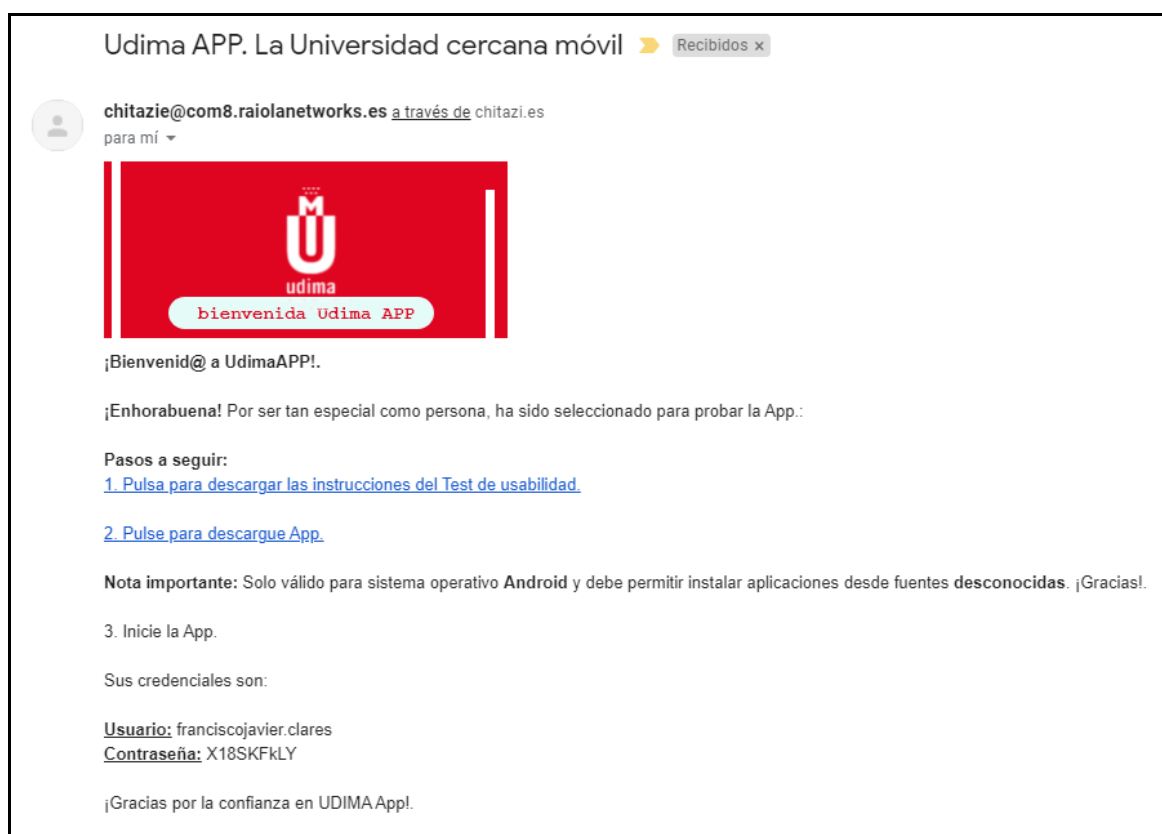 Udima APP. La Universidad cercana móvil Recibidos x
chitazie@com8.raiolanetworks.es a través de chitazi.es
para mí
M
U
udima
bienvenida Udima APP
¡Bienvenid@ a UdimaAPP!.
¡Enhorabuena! Por ser tan especial como persona, ha sido seleccionado para probar la App.:
Pasos a seguir:
1. Pulsa para descargar las instrucciones del Test de usabilidad.
2. Pulse para descargue App.
Nota importante: Solo válido para sistema operativo Android y debe permitir instalar aplicaciones desde fuentes desconocidas. ¡Gracias!.
3. Inicie la App.
Sus credenciales son:
Usuario: franciscojavier.clares
Contraseña: X18SKFkLY
¡Gracias por la confianza en UDIMA App!.